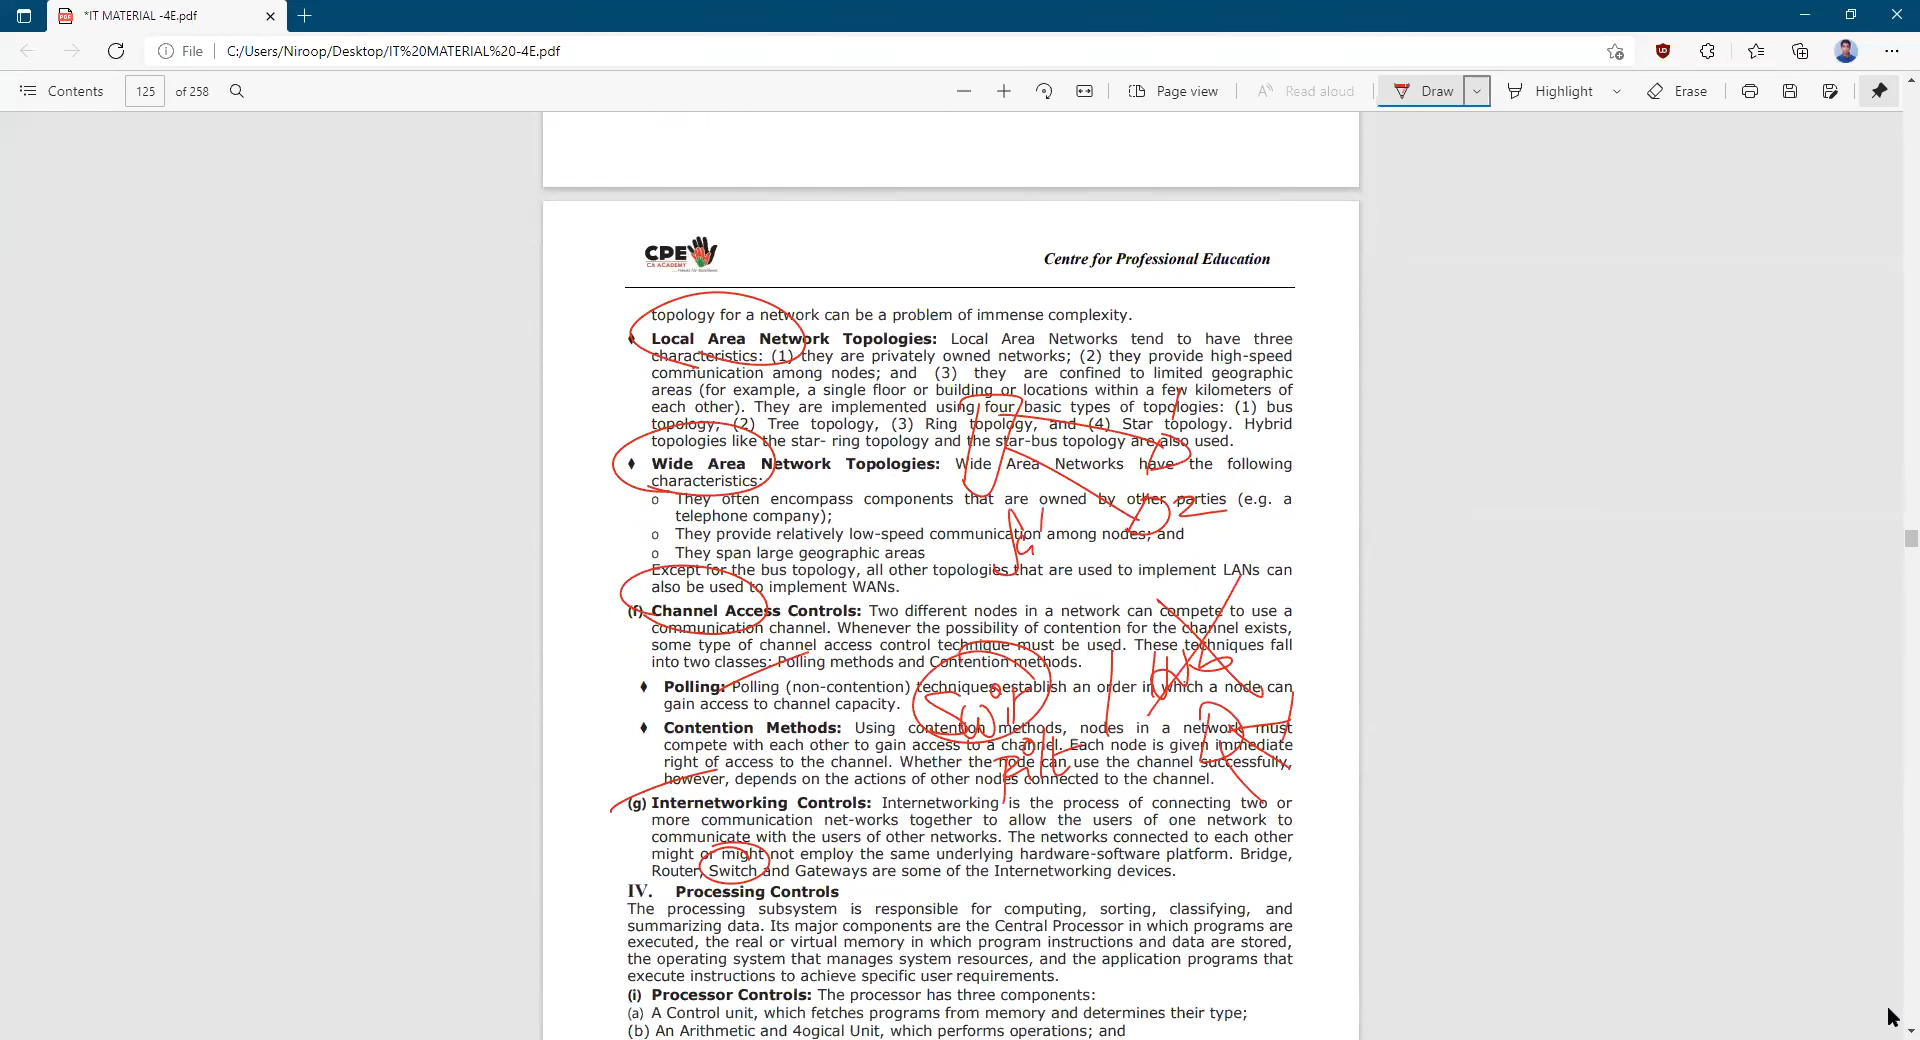 *IT MATERIAL -4E.pdf
File C:/Users/Niroop/Desktop/IT%20MATERIAL%20-4E.pdf
Contents 125 of 258 Page view Read aloud Draw Highlight Erase
CPE
CA ACADEMY
Centre for Professional Education
topology for a network can be a problem of immense complexity.
♦ Local Area Network Topologies: Local Area Networks tend to have three
characteristics: (1) they are privately owned networks; (2) they provide high-speed
communication among nodes; and (3) they are confined to limited geographic
areas (for example, a single floor or building or locations within a few kilometers of
each other). They are implemented using four basic types of topologies: (1) bus
topology, (2) Tree topology, (3) Ring topology, and (4) Star topology. Hybrid
topologies like the star- ring topology and the star-bus topology are also used.
♦ Wide Area Network Topologies: Wide Area Networks have the following
characteristics:
o They often encompass components that are owned by other parties (e.g. a
telephone company);
o They provide relatively low-speed communication among nodes; and
o They span large geographic areas
Except for the bus topology, all other topologies that are used to implement LANs can
also be used to implement WANs.
(f) Channel Access Controls: Two different nodes in a network can compete to use a
communication channel. Whenever the possibility of contention for the channel exists,
some type of channel access control technique must be used. These techniques fall
into two classes: Polling methods and Contention methods.
♦ Polling: Polling (non-contention) techniques establish an order in which a node can
gain access to channel capacity.
♦ Contention Methods: Using contention methods, nodes in a network must
compete with each other to gain access to a channel. Each node is given immediate
right of access to the channel. Whether the node can use the channel successfully,
however, depends on the actions of other nodes connected to the channel.
(g) Internetworking Controls: Internetworking is the process of connecting two or
more communication net-works together to allow the users of one network to
communicate with the users of other networks. The networks connected to each other
might or might not employ the same underlying hardware-software platform. Bridge,
Router, Switch and Gateways are some of the Internetworking devices.
IV. Processing Controls
The processing subsystem is responsible for computing, sorting, classifying, and
summarizing data. Its major components are the Central Processor in which programs are
executed, the real or virtual memory in which program instructions and data are stored,
the operating system that manages system resources, and the application programs that
execute instructions to achieve specific user requirements.
(i) Processor Controls: The processor has three components:
(a) A Control unit, which fetches programs from memory and determines their type;
(b) An Arithmetic and 4ogical Unit, which performs operations; and